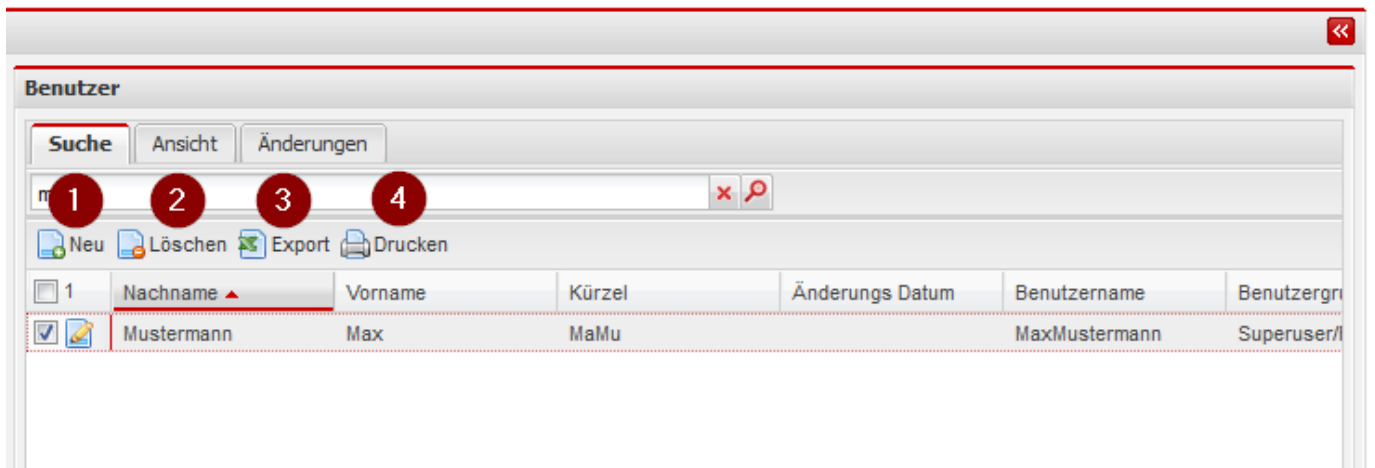 Benutzer
Suche Ansicht Änderungen
1 2 3 4
Neu Löschen Export Drucken
1 Nachname Vorname Kürzel Änderungs Datum Benutzername
Mustermann Max MaMu MaxMustermann